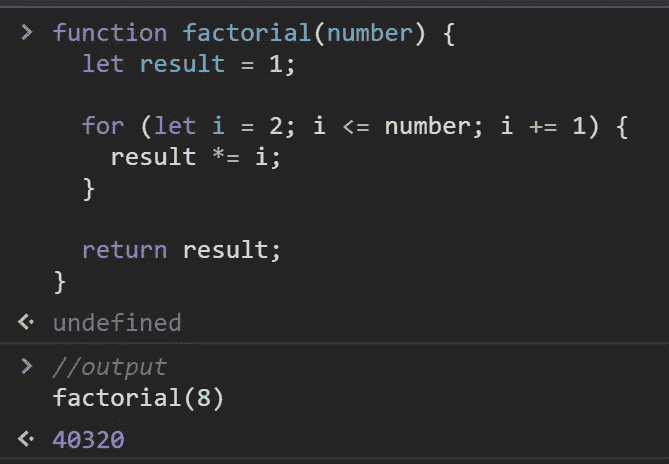 > function factorial(number) {
  let result = 1;

  for (let i = 2; i <= number; i += 1) {
    result *= i;
  }

  return result;
}
undefined
> //output
factorial(8)
40320